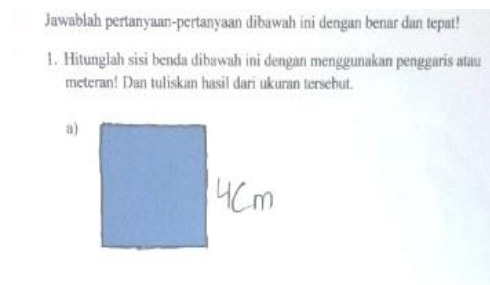 Jawablah pertanyaan-pertanyaan dibawah ini dengan benar dan tepat!
1. Hitunglah sisi benda dibawah ini dengan menggunakan penggaris atau
meteran! Dan tuliskan hasil dari ukuran tersebut.
a)
4Cm